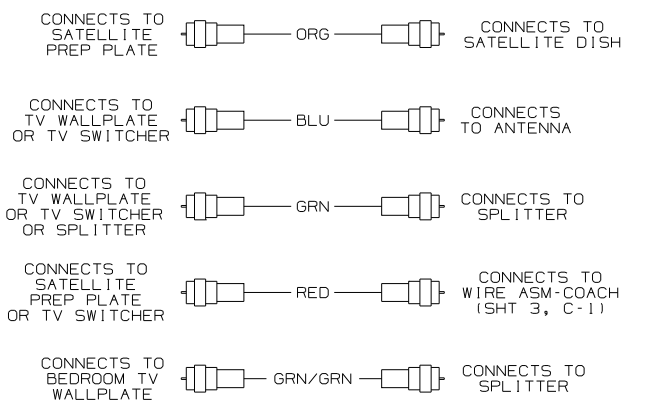 CONNECTS TO
SATELLITE
PREP PLATE
ORG
CONNECTS TO
SATELLITE DISH
CONNECTS TO
TV WALLPLATE
OR TV SWITCHER
BLU
CONNECTS
TO ANTENNA
CONNECTS TO
TV WALLPLATE
OR TV SWITCHER
OR SPLITTER
GRN
CONNECTS TO
SPLITTER
CONNECTS TO
SATELLITE
PREP PLATE
OR TV SWITCHER
RED
CONNECTS TO
WIRE ASM-COACH
(SHT 3, C-1)
CONNECTS TO
BEDROOM TV
WALLPLATE
GRN/GRN
CONNECTS TO
SPLITTER